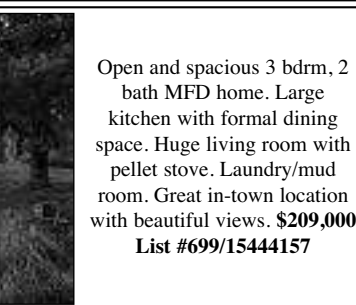 Open and spacious 3 bdrm, 2
bath MFD home. Large
kitchen with formal dining
space. Huge living room with
pellet stove. Laundry/mud
room. Great in-town location
with beautiful views. $209,000
List #699/15444157